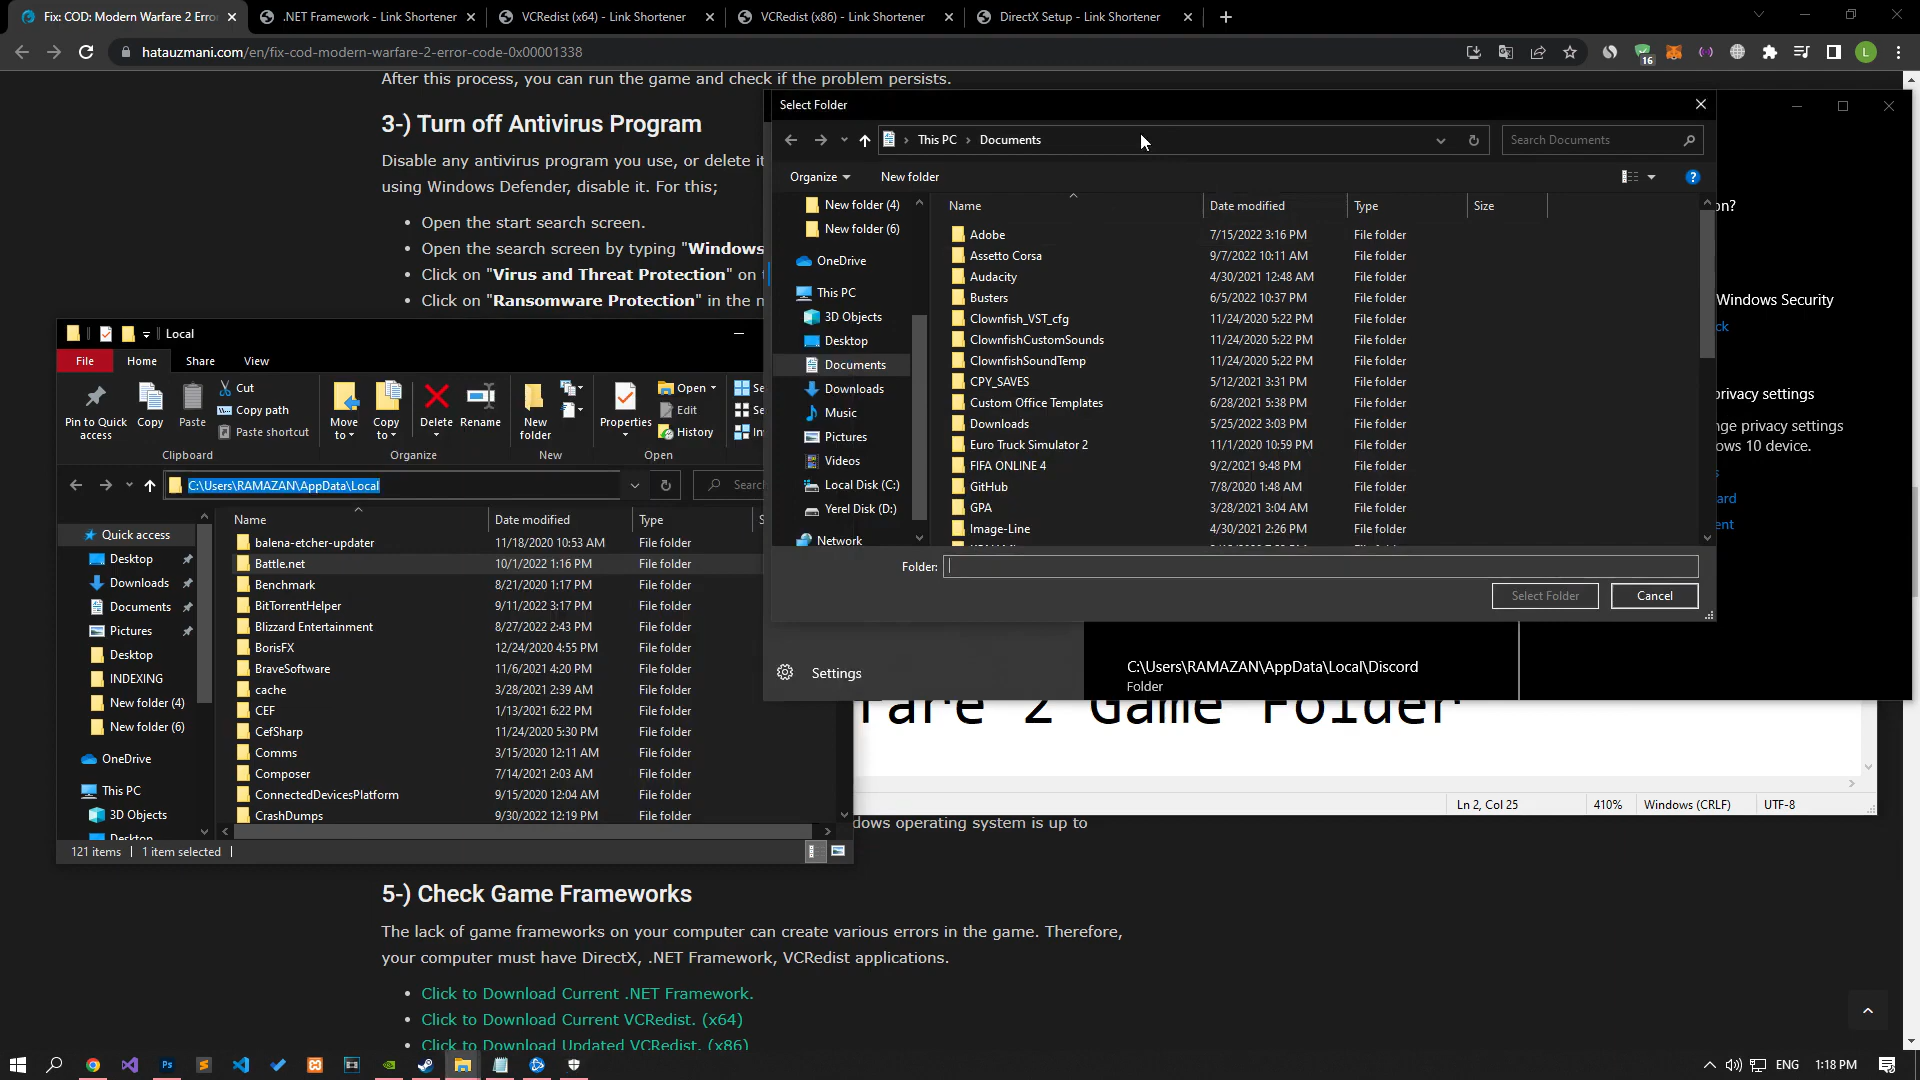 Fix: COD: Modern Warfare 2 Erro
.NET Framework - Link Shortener
VCRedist (x64) - Link Shortener
VCRedist (x86) - Link Shortener
DirectX Setup - Link Shortener
hatauzmani.com/en/fix-cod-modern-warfare-2-error-code-0x00001338
16
L
After this process, you can run the game and check if the problem persists.
3-) Turn off Antivirus Program
Disable any antivirus program you use, or delete it
using Windows Defender, disable it. For this;
Open the start search screen.
Open the search screen by typing "Windows
Click on "Virus and Threat Protection" on t
Click on "Ransomware Protection" in the m
Select Folder
This PC
Documents
Search Documents
Organize
New folder
New folder (4)
New folder (6)
OneDrive
This PC
3D Objects
Desktop
Documents
Downloads
Music
Pictures
Videos
Local Disk (C:)
Yerel Disk (D:)
Network
Name
Date modified
Type
Size
Adobe 7/15/2022 3:16 PM File folder
Assetto Corsa 9/7/2022 10:11 AM File folder
Audacity 4/30/2021 12:48 AM File folder
Busters 6/5/2022 10:37 PM File folder
Clownfish_VST_cfg 11/24/2020 5:22 PM File folder
ClownfishCustomSounds 11/24/2020 5:22 PM File folder
ClownfishSoundTemp 11/24/2020 5:22 PM File folder
CPY_SAVES 5/12/2021 3:31 PM File folder
Custom Office Templates 6/28/2021 5:38 PM File folder
Downloads 5/25/2022 3:03 PM File folder
Euro Truck Simulator 2 11/1/2020 10:59 PM File folder
FIFA ONLINE 4 9/2/2021 9:48 PM File folder
GitHub 7/8/2020 1:48 AM File folder
GPA 3/28/2021 3:04 AM File folder
Image-Line 4/30/2021 2:26 PM File folder
Folder:
Select Folder
Cancel
on?
Windows Security
ck
privacy settings
nge privacy settings
ows 10 device.
s
ard
ent
Settings
C:\Users\RAMAZAN\AppData\Local\Discord
Folder
fare 2 Game Folder
Ln 2, Col 25
410%
Windows (CRLF)
UTF-8
Local
File
Home
Share
View
Pin to Quick access
Copy
Paste
Cut
Copy path
Paste shortcut
Move to
Copy to
Delete
Rename
New folder
Properties
Open
Edit
History
Se
Se
In
Clipboard
Organize
New
Open
C:\Users\RAMAZAN\AppData\Local
Searc
Quick access
Desktop
Downloads
Documents
Pictures
Desktop
INDEXING
New folder (4)
New folder (6)
OneDrive
This PC
3D Objects
Desktop
Name
Date modified
Type
S
balena-etcher-updater 11/18/2020 10:53 AM File folder
Battle.net 10/1/2022 1:16 PM File folder
Benchmark 8/21/2020 1:17 PM File folder
BitTorrentHelper 9/11/2022 3:17 PM File folder
Blizzard Entertainment 8/27/2022 2:43 PM File folder
BorisFX 12/24/2020 4:55 PM File folder
BraveSoftware 11/6/2021 4:20 PM File folder
cache 3/28/2021 2:39 AM File folder
CEF 1/13/2021 6:22 PM File folder
CefSharp 11/24/2020 5:30 PM File folder
Comms 3/15/2020 12:11 AM File folder
Composer 7/14/2021 2:03 AM File folder
ConnectedDevicesPlatform 9/15/2020 12:04 AM File folder
CrashDumps 9/30/2022 12:19 PM File folder
121 items
1 item selected
dows operating system is up to
5-) Check Game Frameworks
The lack of game frameworks on your computer can create various errors in the game. Therefore,
your computer must have DirectX, .NET Framework, VCRedist applications.
Click to Download Current .NET Framework.
Click to Download Current VCRedist. (x64)
Click to Download Updated VCRedist. (x86)
Ps
ENG
1:18 PM